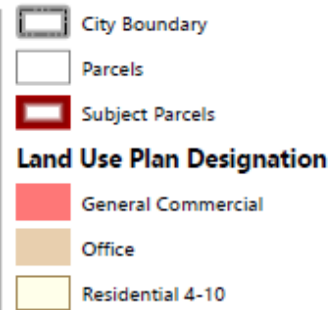 City Boundary
Parcels
Subject Parcels
Land Use Plan Designation
General Commercial
Office
Residential 4-10